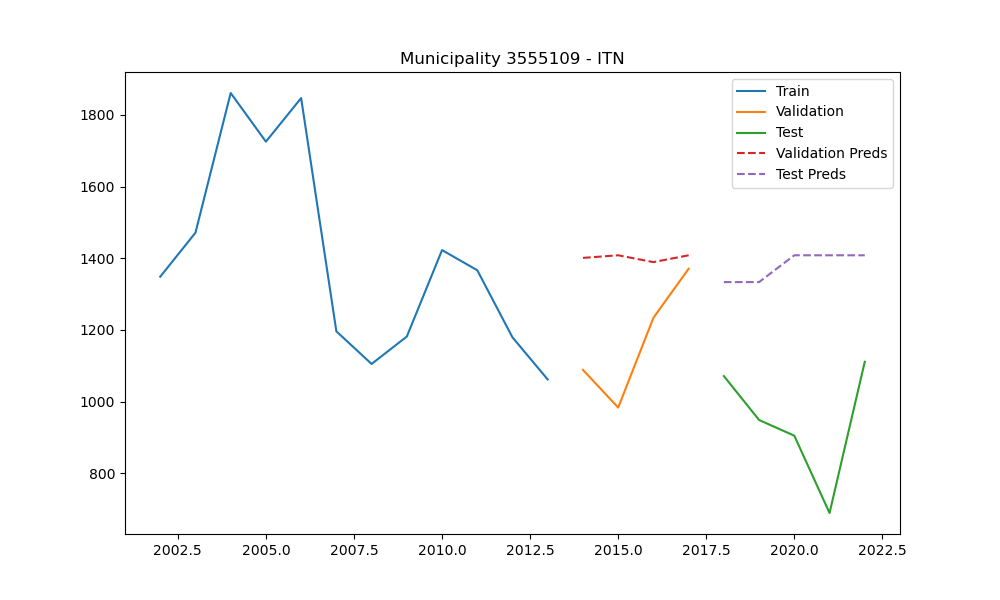 Municipality 3555109 - ITN
Train
Validation
Test
Validation Preds
Test Preds
1800
1600
1400
1200
1000
800
2002.5 2005.0 2007.5 2010.0 2012.5 2015.0 2017.5 2020.0 2022.5